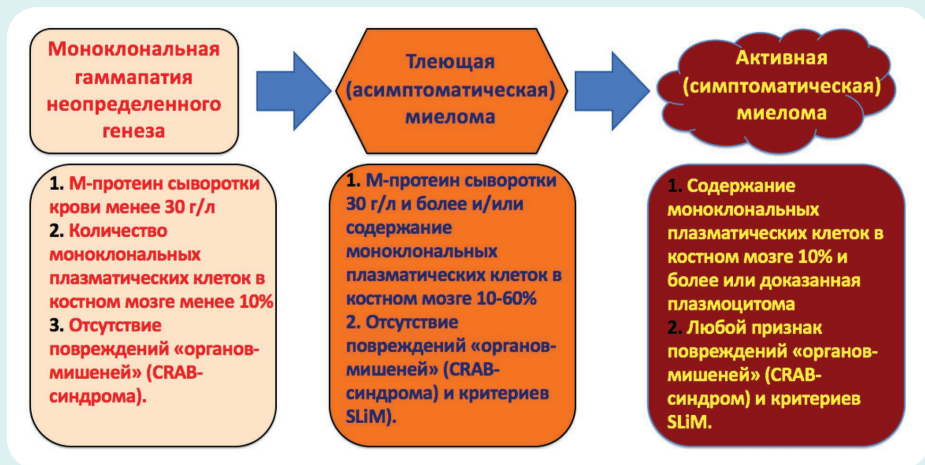 Моноклональная
гаммапатия
неопределенного
генеза
Тлеющая
(асимптоматическая)
миелома
Активная
(симптоматическая)
миелома
1. М-протеин сыворотки
крови менее 30 г/л
2. Количество
моноклональных
плазматических клеток в
костном мозге менее 10%
3. Отсутствие
повреждений «органов-
мишеней» (CRAB-
синдрома).
1. М-протеин сыворотки
30 г/л и более и/или
содержание
моноклональных
плазматических клеток в
костном мозге 10-60%
2. Отсутствие
повреждений «органов-
мишеней» (CRAB-
синдрома) и критериев
SLiM).
1. Содержание
моноклональных
плазматических клеток в
костном мозге 10% и
более или доказанная
плазмоцитома
2. Любой признак
повреждений «органов-
мишеней» (CRAB-
синдром) и критериев
SLiM.